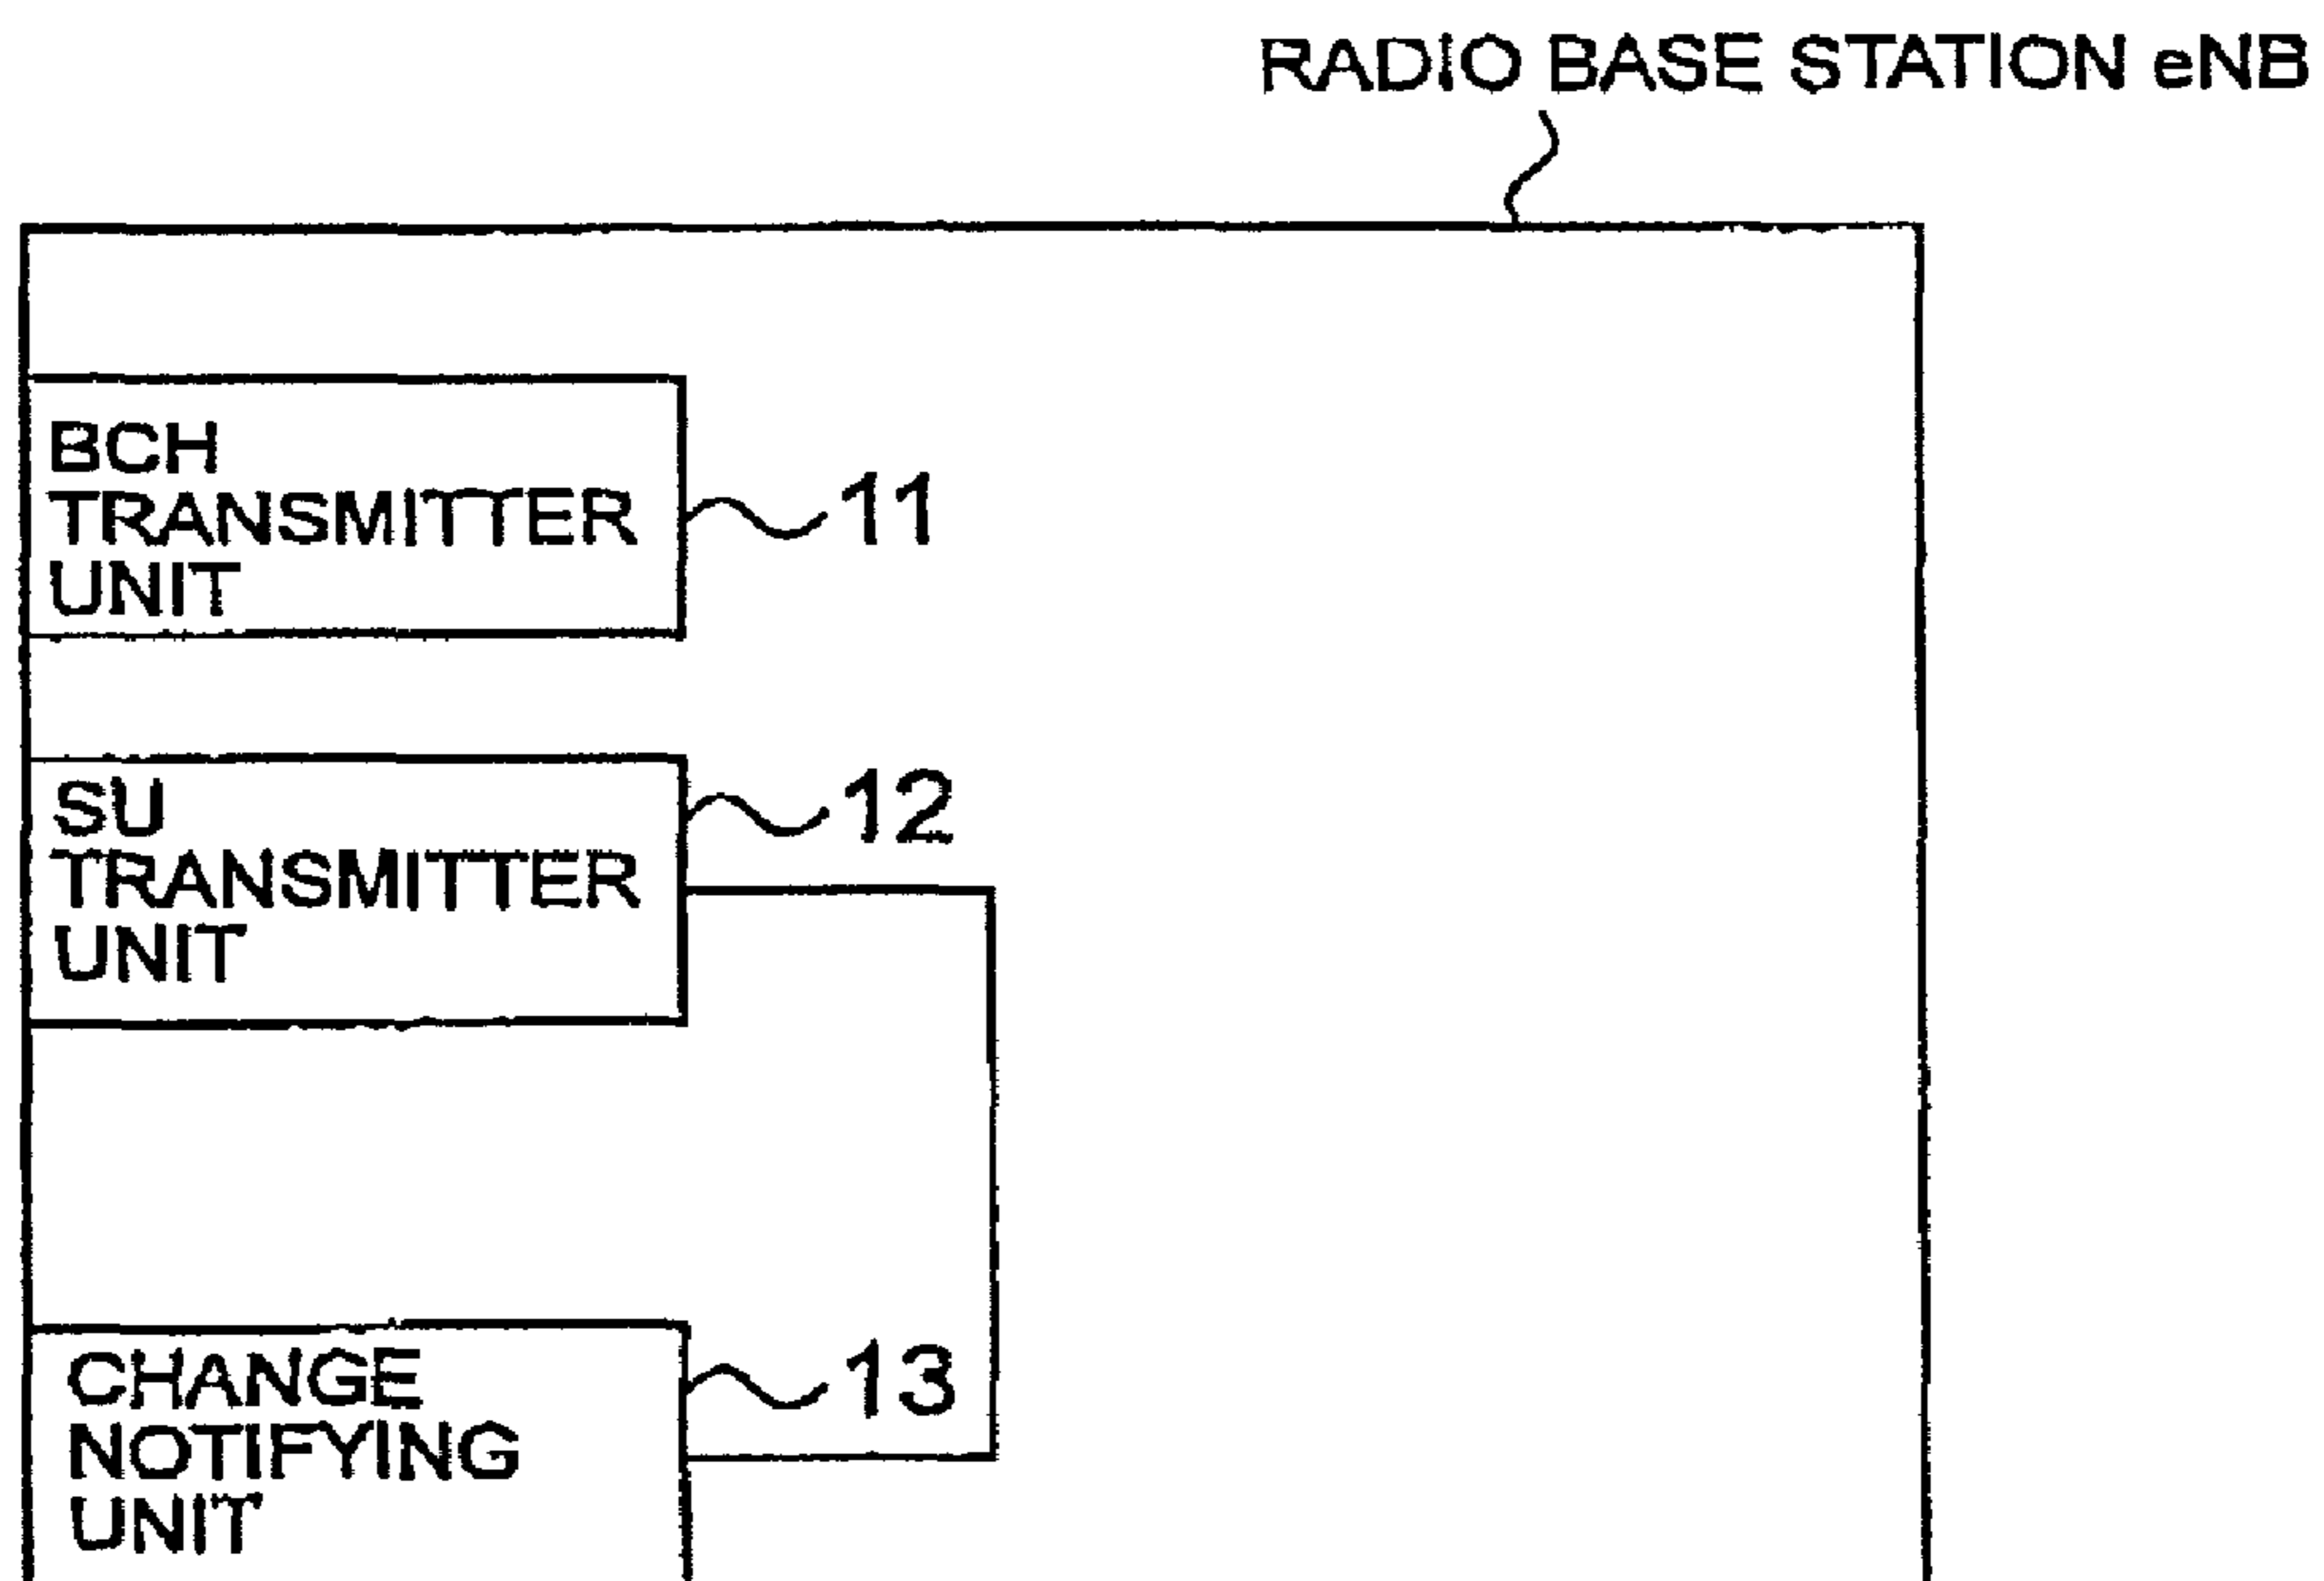 RADIO BASE STATION eNB
BCH
TRANSMITTER
UNIT
11
SU
TRANSMITTER
UNIT
12
CHANGE
NOTIFYING
UNIT
13